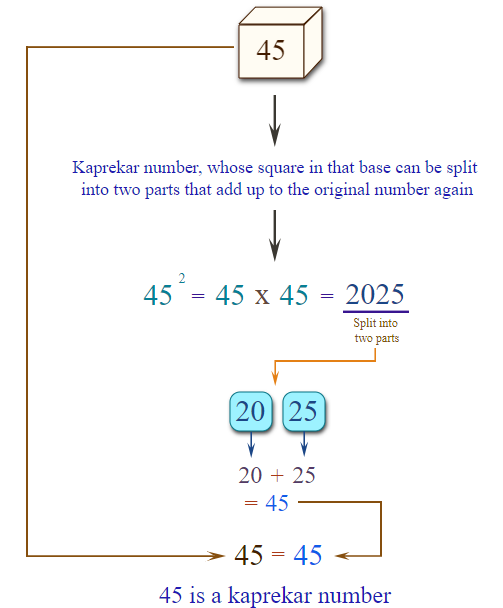 45
Kaprekar number, whose square in that base can be split
into two parts that add up to the original number again
45² = 45 x 45 = 2025
Split into
two parts
20 25
20 + 25
= 45
45 = 45
45 is a kaprekar number